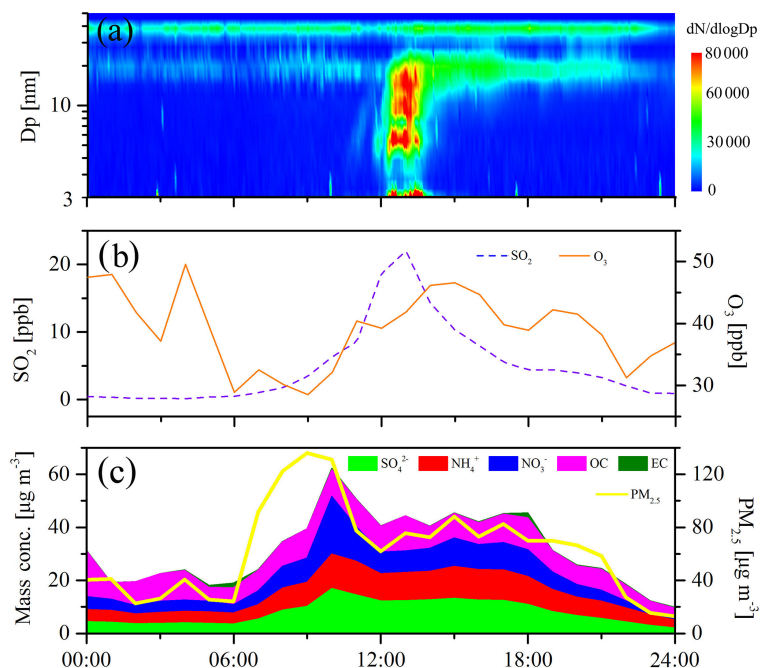 (a)
dN/dlogDp
80 000
60 000
40 000
20 000
0
Dp [nm]
10
3
(b)
SO₂
O₃
20
10
0
SO₂ [ppb]
50
40
30
O₃ [ppb]
(c)
SO₄²⁻
NH₄⁺
NO₃⁻
OC
EC
PM₂.₅
60
40
20
0
Mass conc. [µg m⁻³]
120
80
40
0
PM₂.₅ [µg m⁻³]
00:00 06:00 12:00 18:00 24:00